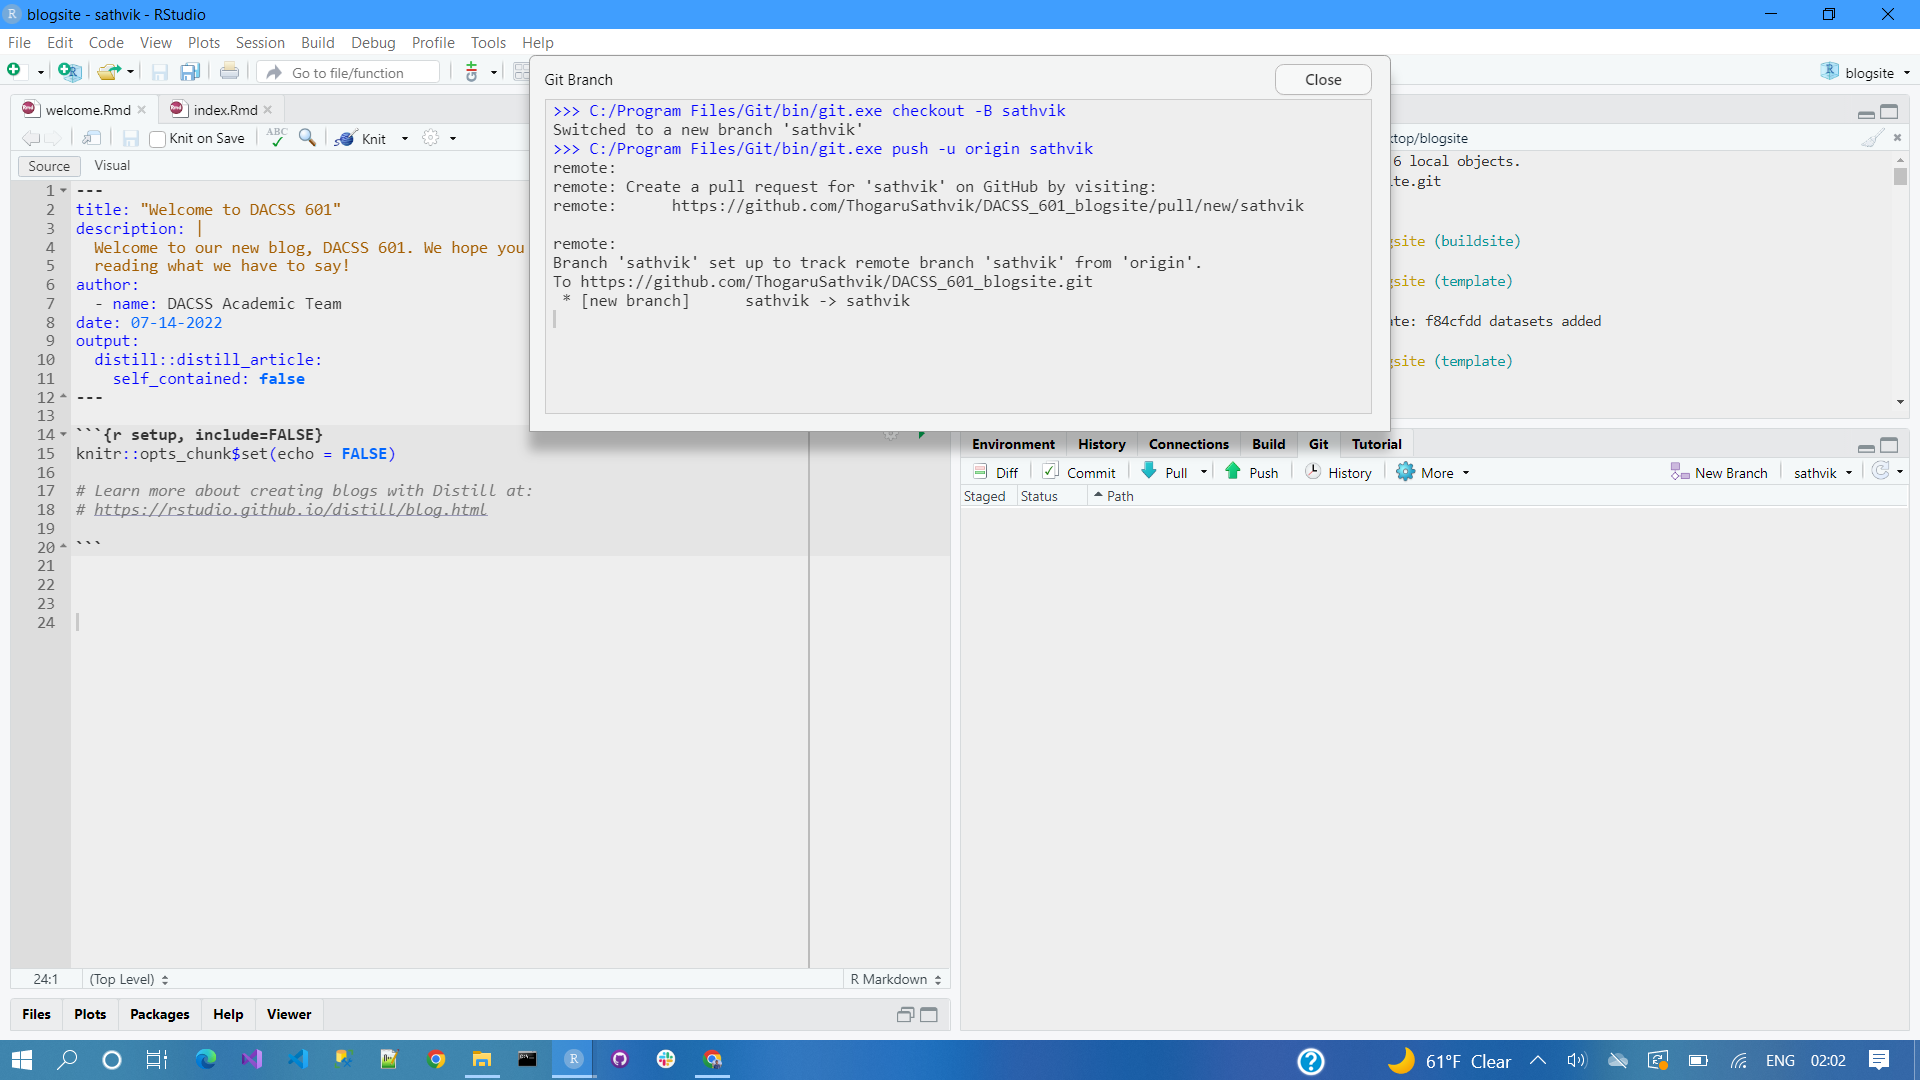 blogsite - sathvik - RStudio
File Edit Code View Plots Session Build Debug Profile Tools Help
Go to file/function
blogsite
Git Branch
Close
>>> C:/Program Files/Git/bin/git.exe checkout -B sathvik
Switched to a new branch 'sathvik'
>>> C:/Program Files/Git/bin/git.exe push -u origin sathvik
remote:
remote: Create a pull request for 'sathvik' on GitHub by visiting:
remote:      https://github.com/ThogaruSathvik/DACSS_601_blogsite/pull/new/sathvik
remote:
Branch 'sathvik' set up to track remote branch 'sathvik' from 'origin'.
To https://github.com/ThogaruSathvik/DACSS_601_blogsite.git
 * [new branch]      sathvik -> sathvik
welcome.Rmd index.Rmd
Knit on Save ABC Knit
Source Visual
1 ---
2 title: "Welcome to DACSS 601"
3 description: |
4   Welcome to our new blog, DACSS 601. We hope you
5   reading what we have to say!
6 author:
7   - name: DACSS Academic Team
8 date: 07-14-2022
9 output:
10   distill::distill_article:
11     self_contained: false
12 ---
13
14 ```{r setup, include=FALSE}
15 knitr::opts_chunk$set(echo = FALSE)
16
17 # Learn more about creating blogs with Distill at:
18 # https://rstudio.github.io/distill/blog.html
19
20 ```
21
22
23
24
24:1 (Top Level) R Markdown
Files Plots Packages Help Viewer
ktop/blogsite
6 local objects.
te.git
gsite (buildsite)
gsite (template)
ate: f84cfdd datasets added
gsite (template)
Environment History Connections Build Git Tutorial
Diff Commit Pull Push History More New Branch sathvik
Staged Status Path
61°F Clear ENG 02:02